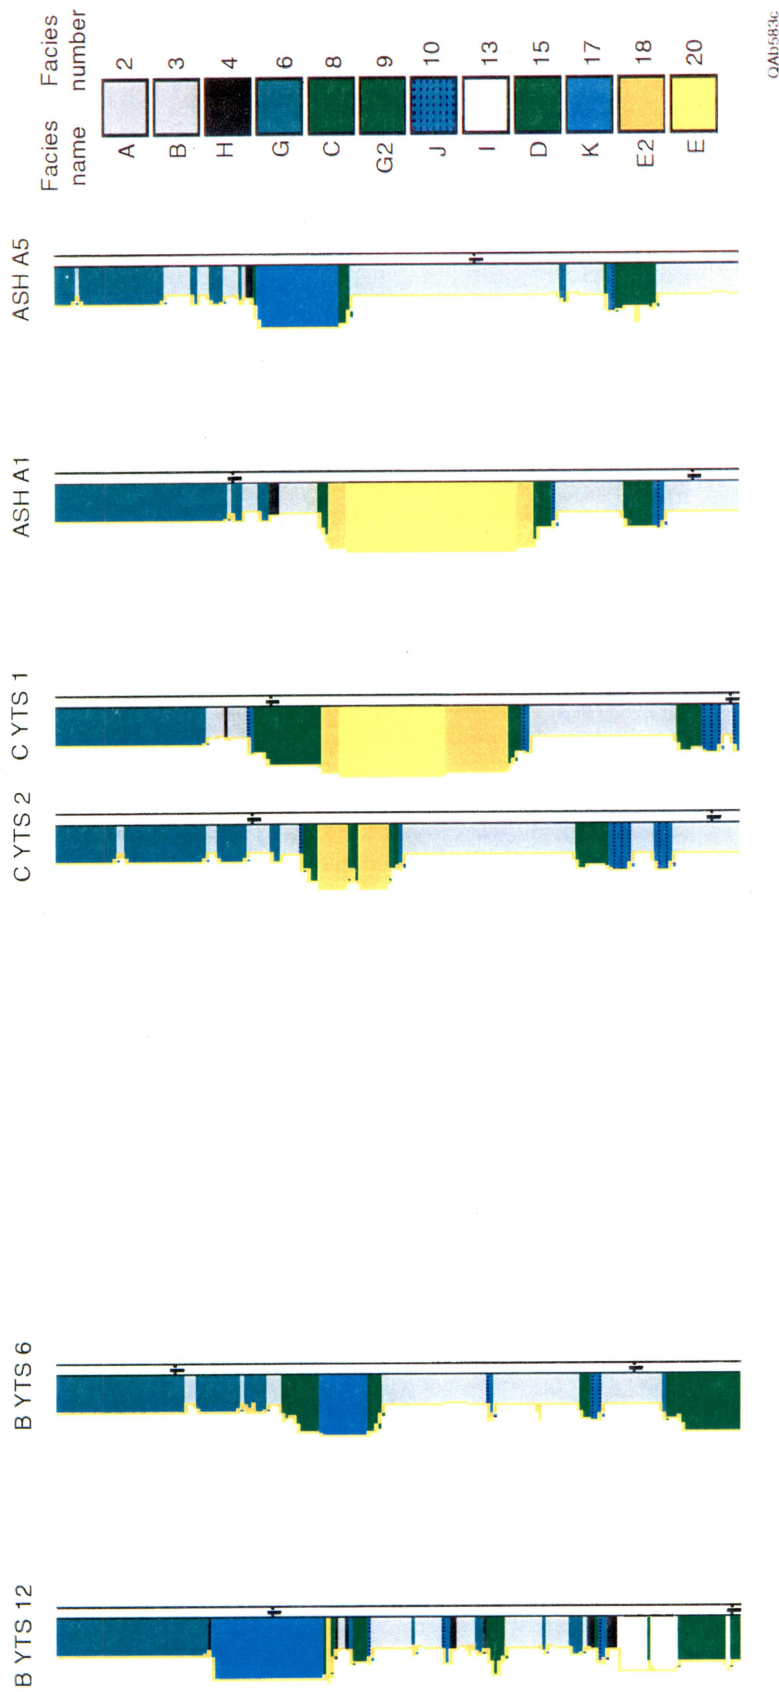 B YTS 12
B YTS 6
C YTS 2
C YTS 1
ASH A1
ASH A5
Facies name
Facies number
A 2
B 3
H 4
G 6
C 8
G2 9
J 10
I 13
D 15
K 17
E2 18
E 20
QAb583c